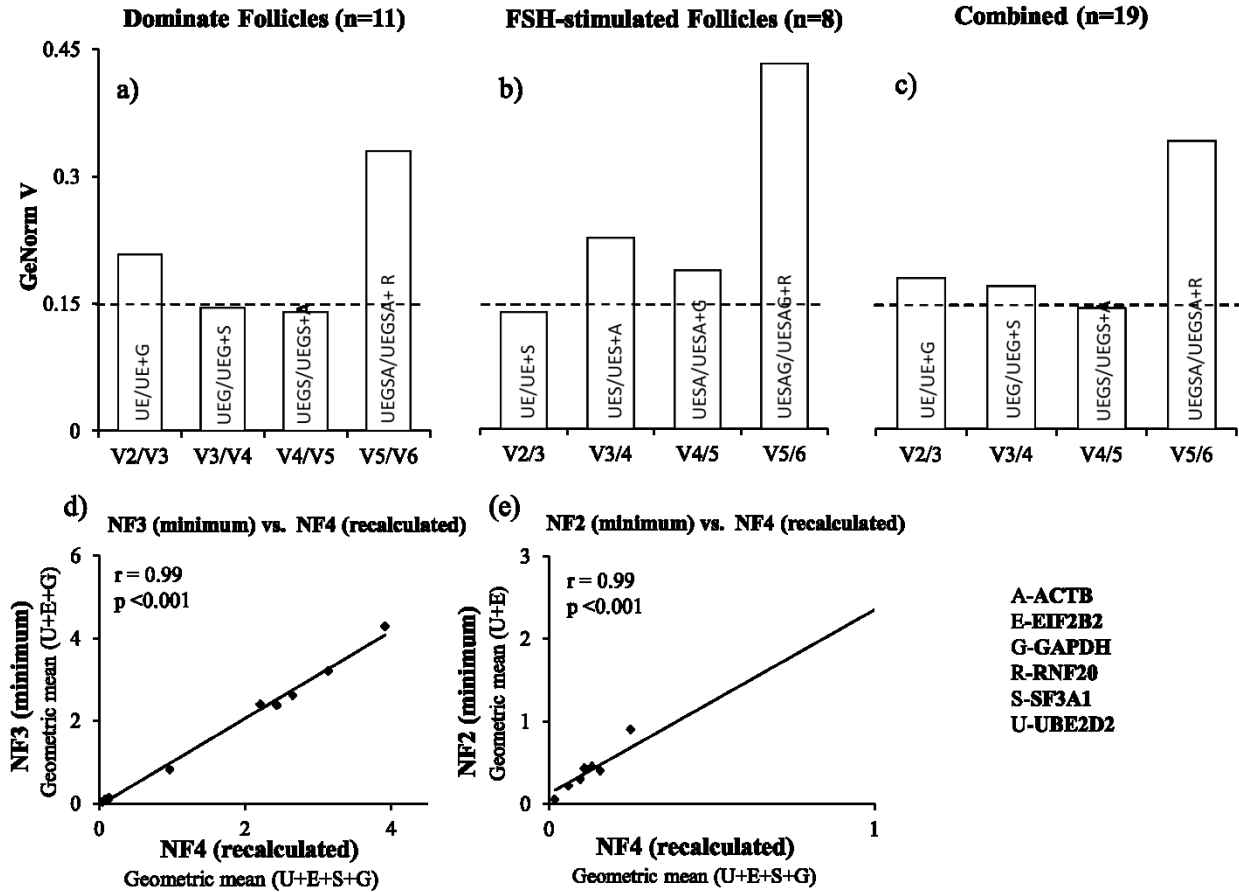 Dominate Follicles (n=11)
FSH-stimulated Follicles (n=8)
Combined (n=19)
GeNorm V
0.45
0.3
0.15
0
a)
UE/UE+G
UEG/UEG+S
UEGS/UEGS+A
UEGSA/UEGSA+ R
V2/V3
V3/V4
V4/V5
V5/V6
b)
UE/UE+S
UES/UES+A
UESA/UESA+G
UESAG/UESAG+R
V2/3
V3/4
V4/5
V5/6
c)
UE/UE+G
UEG/UEG+S
UEGS/UEGS+A
UEGSA/UEGSA+R
V2/3
V3/4
V4/5
V5/6
d)
NF3 (minimum) vs. NF4 (recalculated)
r = 0.99
p <0.001
NF3 (minimum)
Geometric mean (U+E+G)
6
4
2
0
0
2
4
NF4 (recalculated)
Geometric mean (U+E+S+G)
(e)
NF2 (minimum) vs. NF4 (recalculated)
r = 0.99
p <0.001
NF2 (minimum)
Geometric mean (U+E)
3
2
1
0
0
1
NF4 (recalculated)
Geometric mean (U+E+S+G)
A-ACTB
E-EIF2B2
G-GAPDH
R-RNF20
S-SF3A1
U-UBE2D2